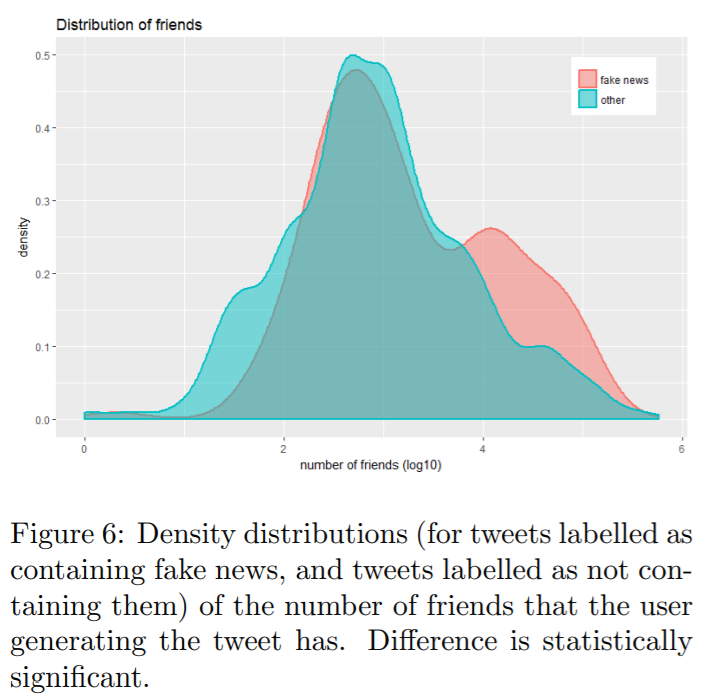 Distribution of friends
0.5
0.4
0.3
0.2
0.1
0.0
density
fake news
other
0 2 4 6
number of friends (log10)
Figure 6: Density distributions (for tweets labelled as
containing fake news, and tweets labelled as not con-
taining them) of the number of friends that the user
generating the tweet has. Difference is statistically
significant.